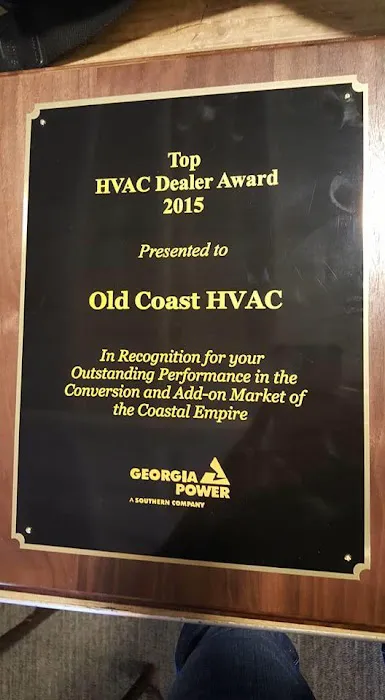 Top
HVAC Dealer Award
2015
Presented to
Old Coast HVAC
In Recognition for your
Outstanding Performance in the
Conversion and Add-on Market of
the Coastal Empire
GEORGIA
POWER
A SOUTHERN COMPANY